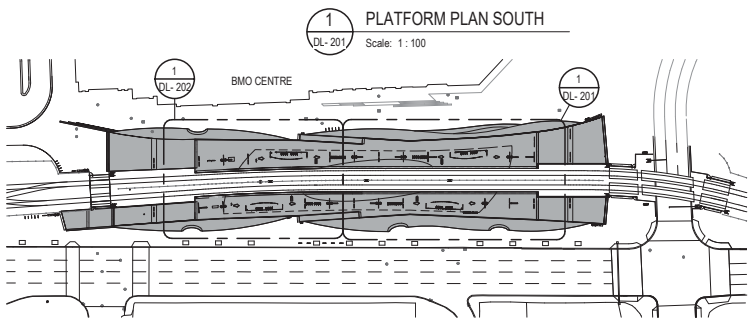 1
PLATFORM PLAN SOUTH
DL- 201
Scale: 1 : 100
1
DL- 202
BMO CENTRE
1
DL- 201